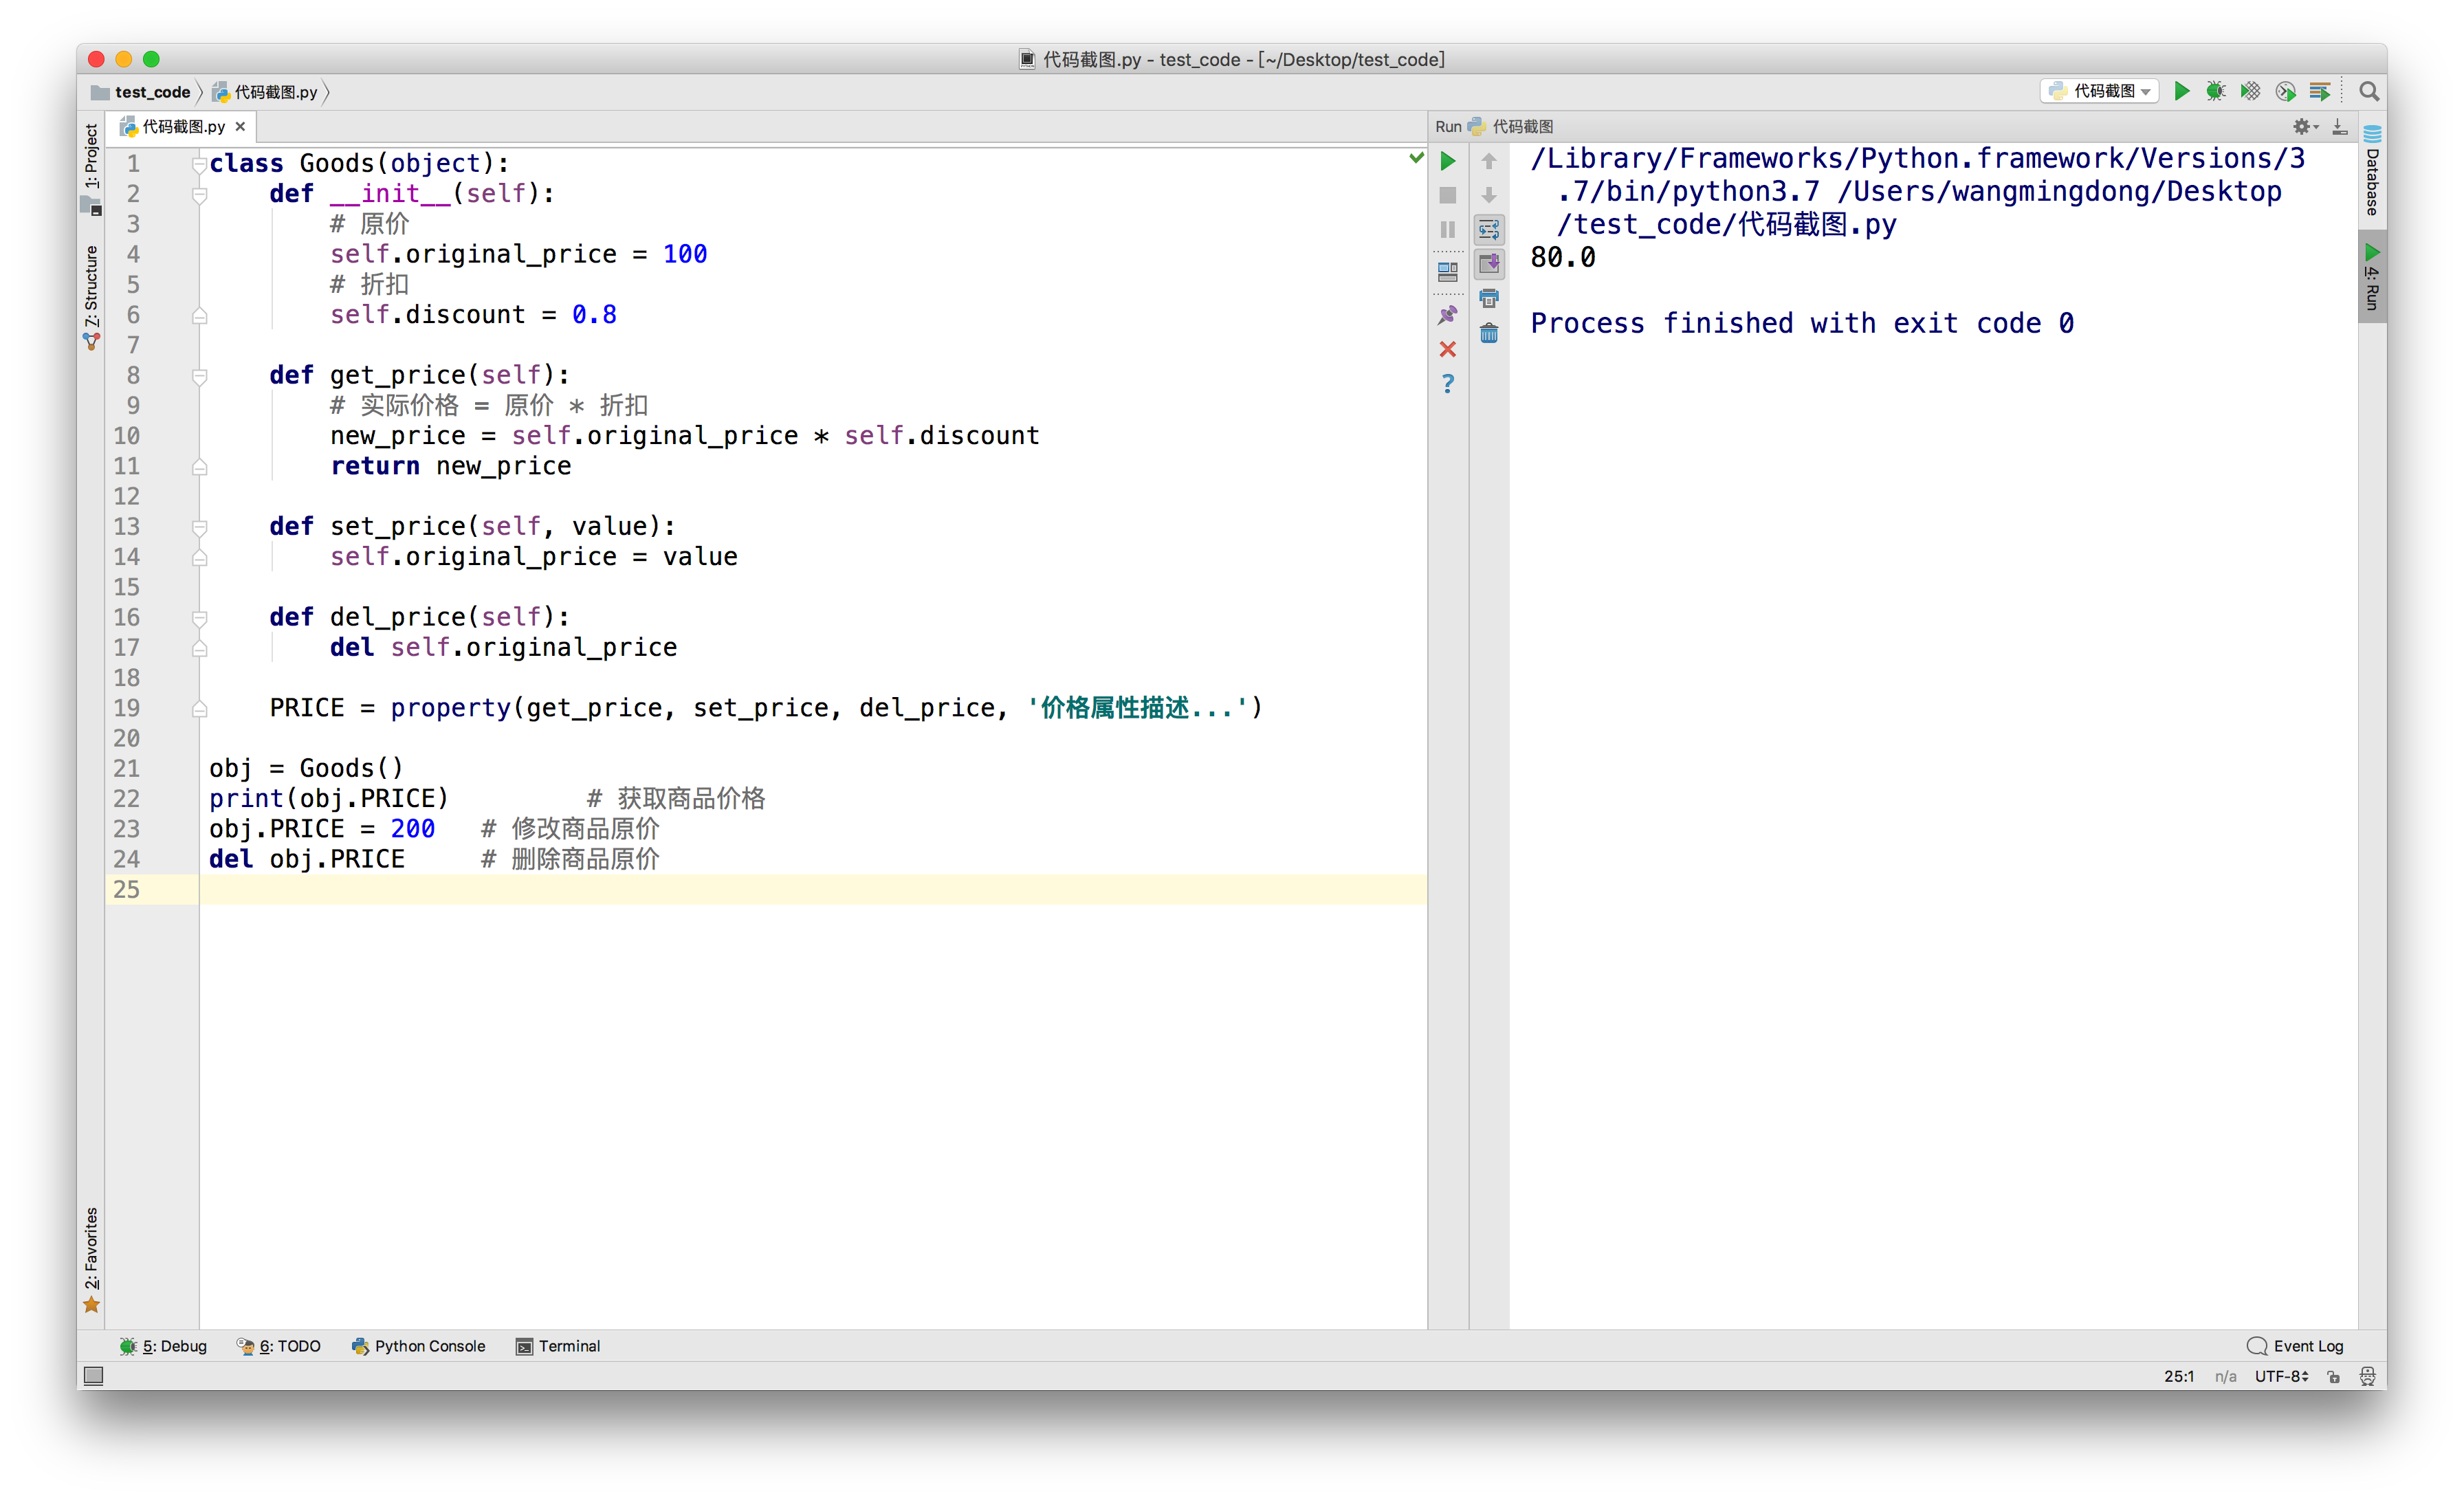 代码截图.py - test_code - [~/Desktop/test_code]
test_code 代码截图.py 代码截图
1: Project
7: Structure
2: Favorites
代码截图.py
1 class Goods(object):
2     def __init__(self):
3         # 原价
4         self.original_price = 100
5         # 折扣
6         self.discount = 0.8
7
8     def get_price(self):
9         # 实际价格 = 原价 * 折扣
10         new_price = self.original_price * self.discount
11         return new_price
12
13     def set_price(self, value):
14         self.original_price = value
15
16     def del_price(self):
17         del self.original_price
18
19     PRICE = property(get_price, set_price, del_price, '价格属性描述...')
20
21 obj = Goods()
22 print(obj.PRICE)         # 获取商品价格
23 obj.PRICE = 200   # 修改商品原价
24 del obj.PRICE     # 删除商品原价
25
Run 代码截图
/Library/Frameworks/Python.framework/Versions/3
.7/bin/python3.7 /Users/wangmingdong/Desktop
/test_code/代码截图.py
80.0
Process finished with exit code 0
Database
4: Run
5: Debug 6: TODO Python Console Terminal Event Log
25:1 n/a UTF-8